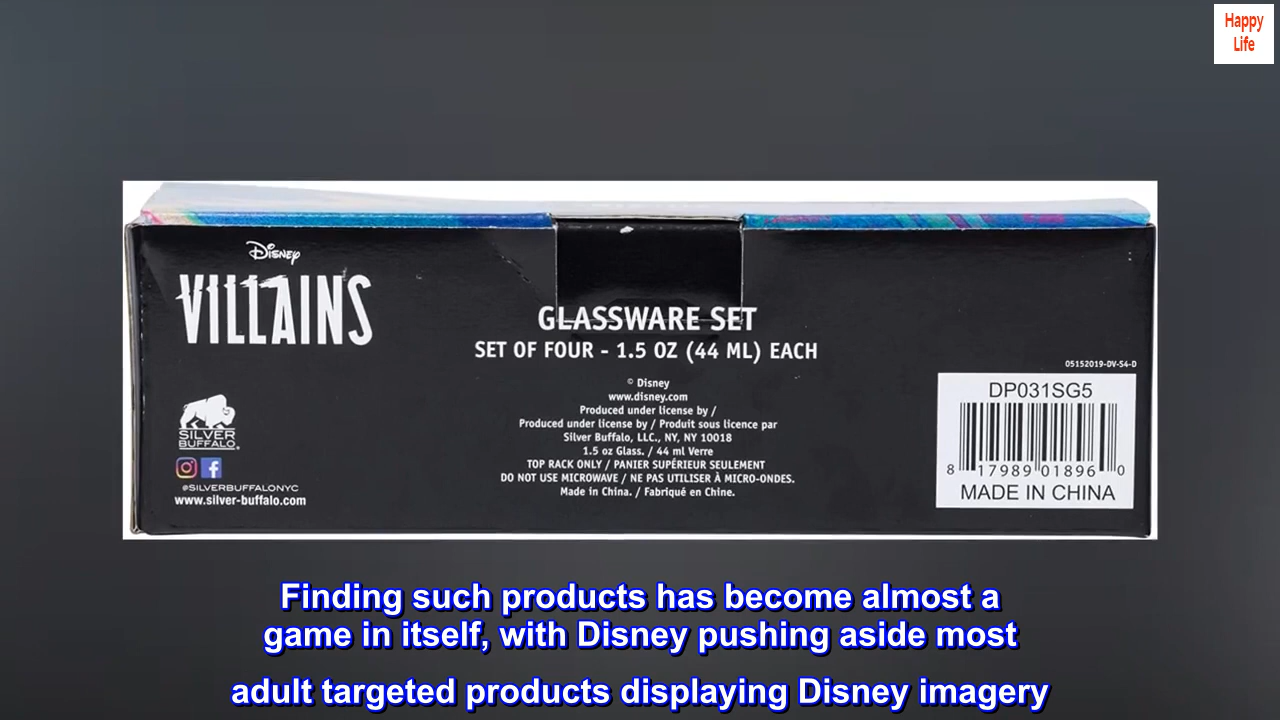 Happy
Life
Disney
VILLAINS
GLASSWARE SET
SET OF FOUR - 1.5 OZ (44 ML) EACH
05152019-DV-S4-D
© Disney
www.disney.com
Produced under license by /
Produced under license by / Produit sous licence par
Silver Buffalo, LLC., NY, NY 10018
1.5 oz Glass. / 44 ml Verre
TOP RACK ONLY / PANIER SUPÉRIEUR SEULEMENT
DO NOT USE MICROWAVE / NE PAS UTILISER À MICRO-ONDES.
Made in China. / Fabriqué en Chine.
SILVER
BUFFALO
@SILVERBUFFALONYC
www.silver-buffalo.com
DP031SG5
8 17989 01896 0
MADE IN CHINA
Finding such products has become almost a
game in itself, with Disney pushing aside most
adult targeted products displaying Disney imagery